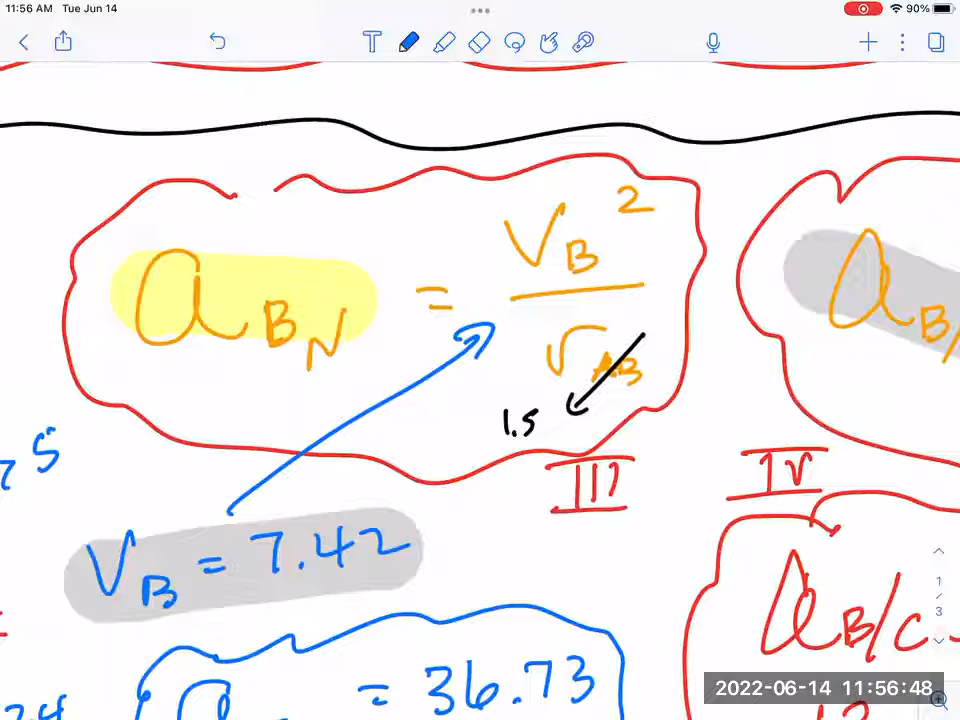 11:56 AM Tue Jun 14
90%
a_BN = V_B^2 / r_AB
1.5
5
III
IV
V_B = 7.42
a_B/C
= 36.73
1
3
2022-06-14 11:56:48